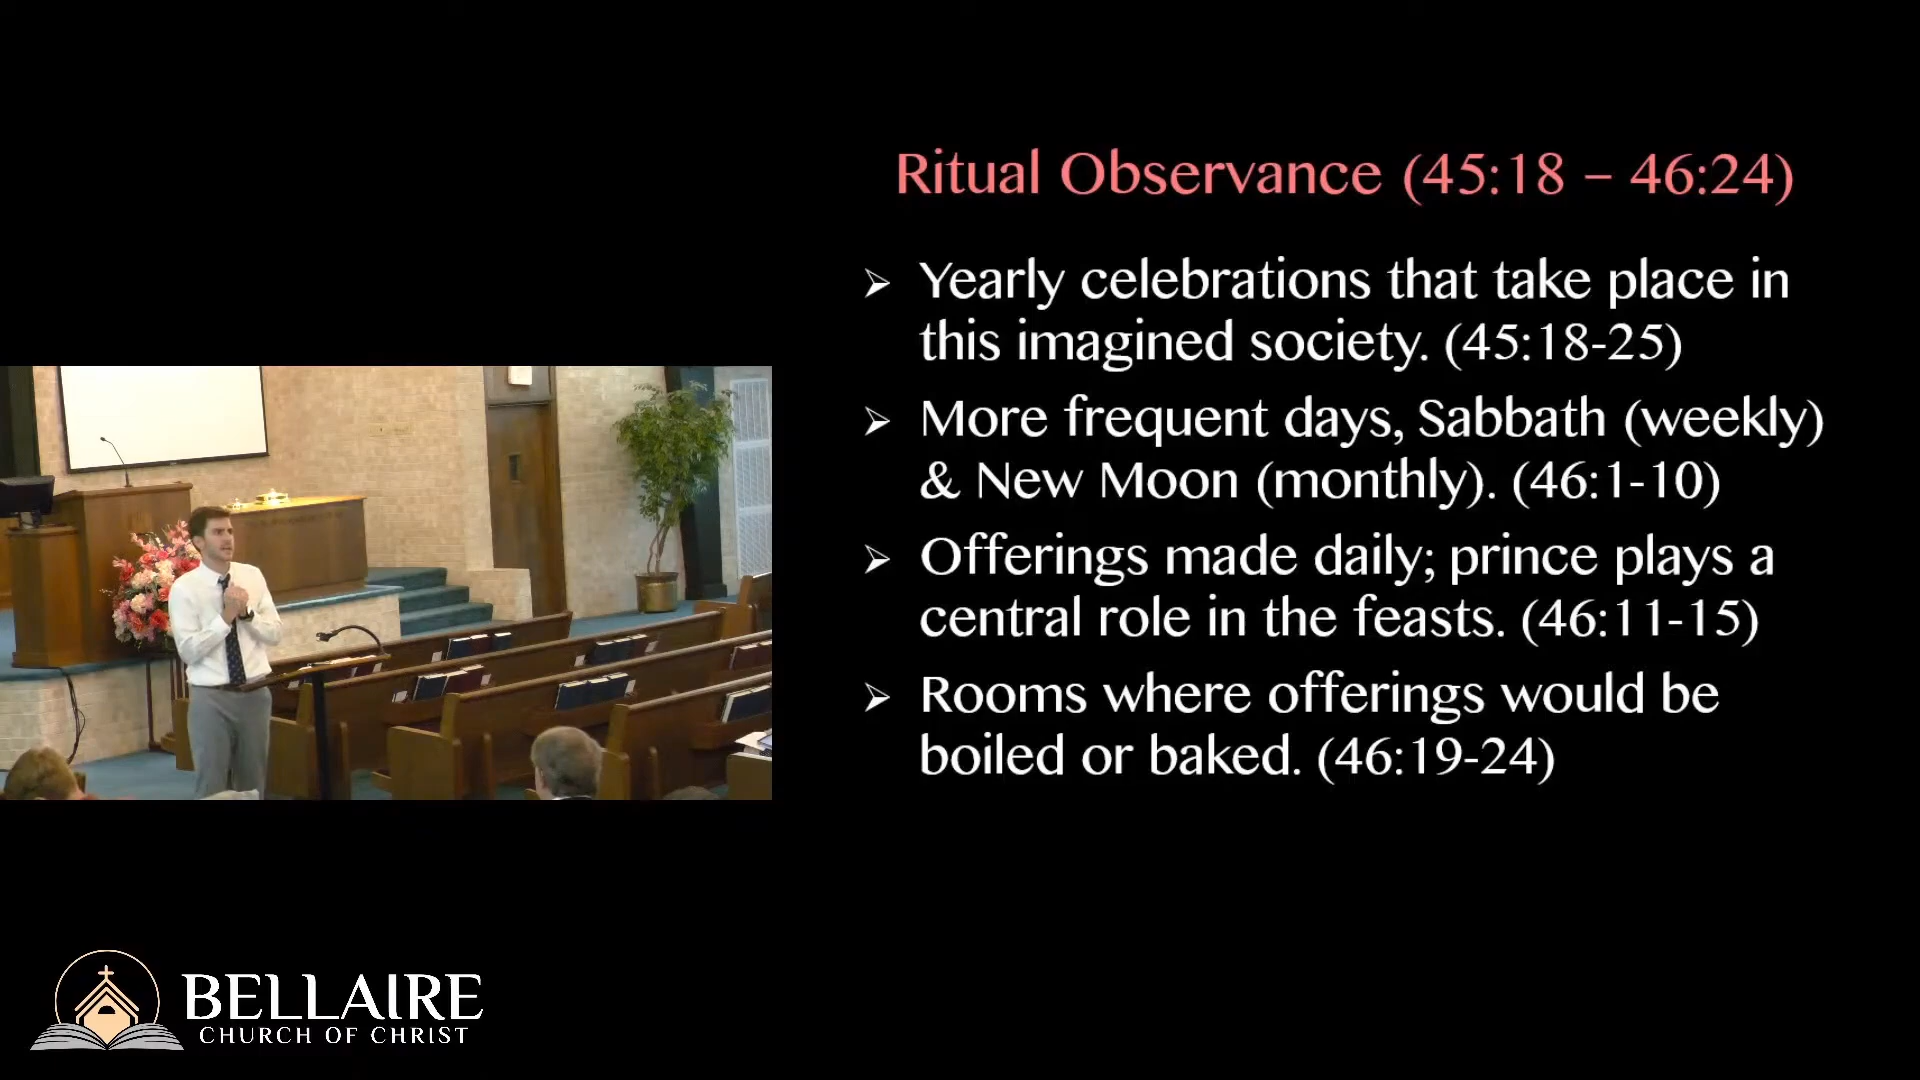 Ritual Observance (45:18 – 46:24)
➢ Yearly celebrations that take place in
this imagined society. (45:18-25)
➢ More frequent days, Sabbath (weekly)
& New Moon (monthly). (46:1-10)
➢ Offerings made daily; prince plays a
central role in the feasts. (46:11-15)
➢ Rooms where offerings would be
boiled or baked. (46:19-24)
BELLAIRE
CHURCH OF CHRIST